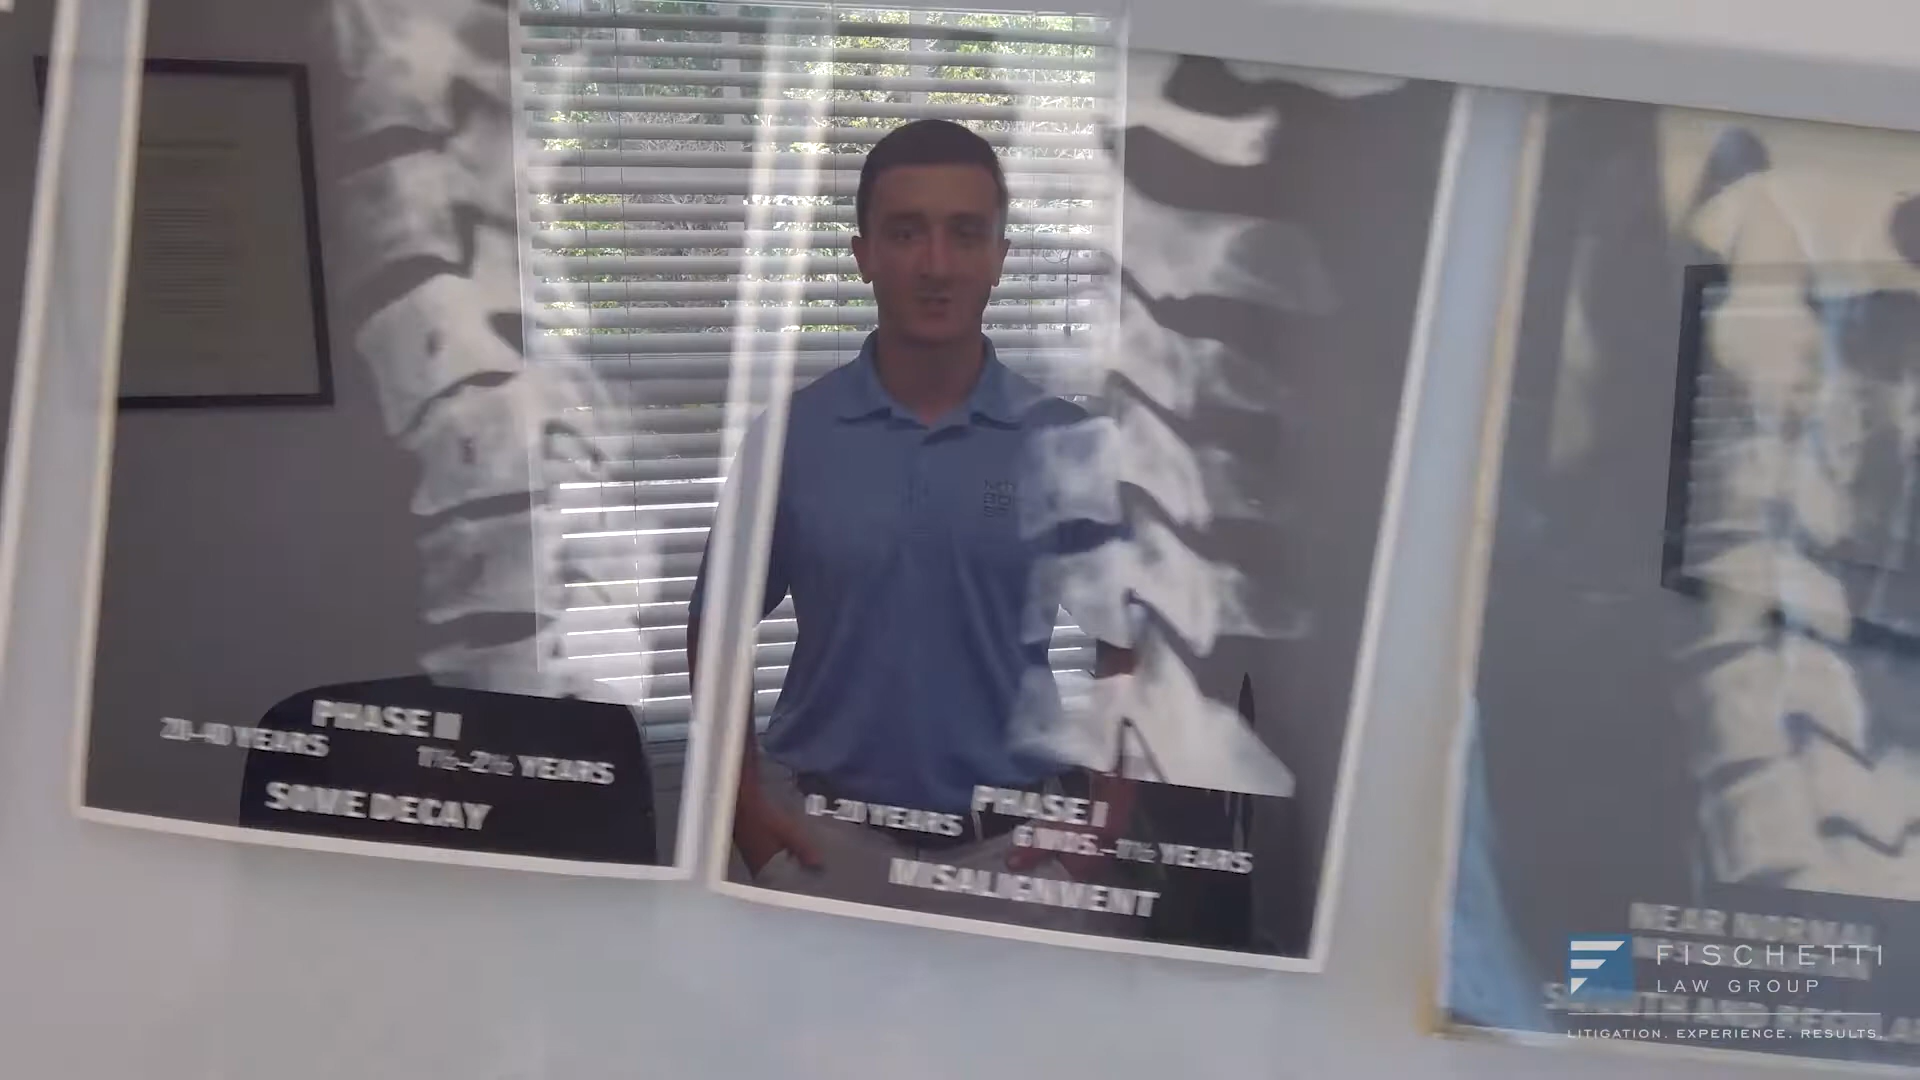 PHASE II
20-40 YEARS
1½-2½ YEARS
SOME DECAY
PHASE I
0-20 YEARS
6 MOS.-1½ YEARS
MISALIGNMENT
NEAR NORMAL
FISCHETTI
LAW GROUP
LITIGATION. EXPERIENCE. RESULTS.